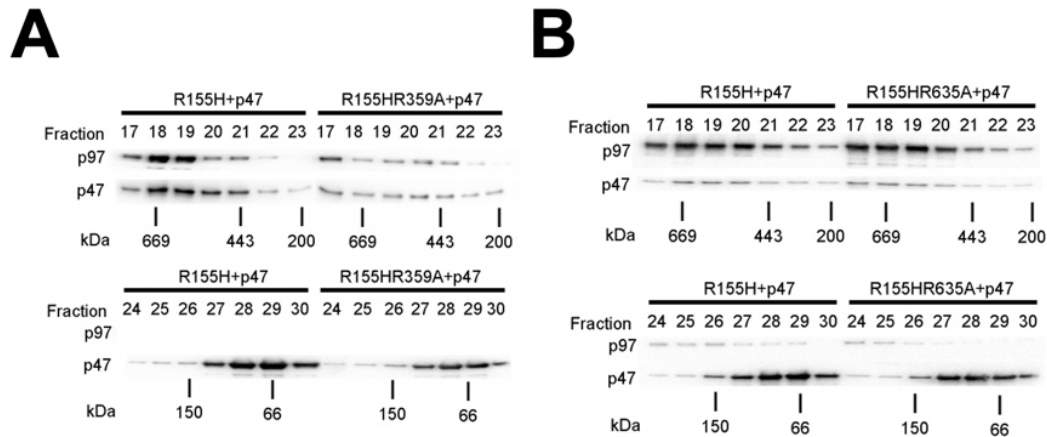 A
R155H+p47 R155HR359A+p47
Fraction 17 18 19 20 21 22 23 17 18 19 20 21 22 23
p97
p47
kDa 669 443 200 669 443 200
R155H+p47 R155HR359A+p47
Fraction 24 25 26 27 28 29 30 24 25 26 27 28 29 30
p97
p47
kDa 150 66 150 66
B
R155H+p47 R155HR635A+p47
Fraction 17 18 19 20 21 22 23 17 18 19 20 21 22 23
p97
p47
kDa 669 443 200 669 443 200
R155H+p47 R155HR635A+p47
Fraction 24 25 26 27 28 29 30 24 25 26 27 28 29 30
p97
p47
kDa 150 66 150 66